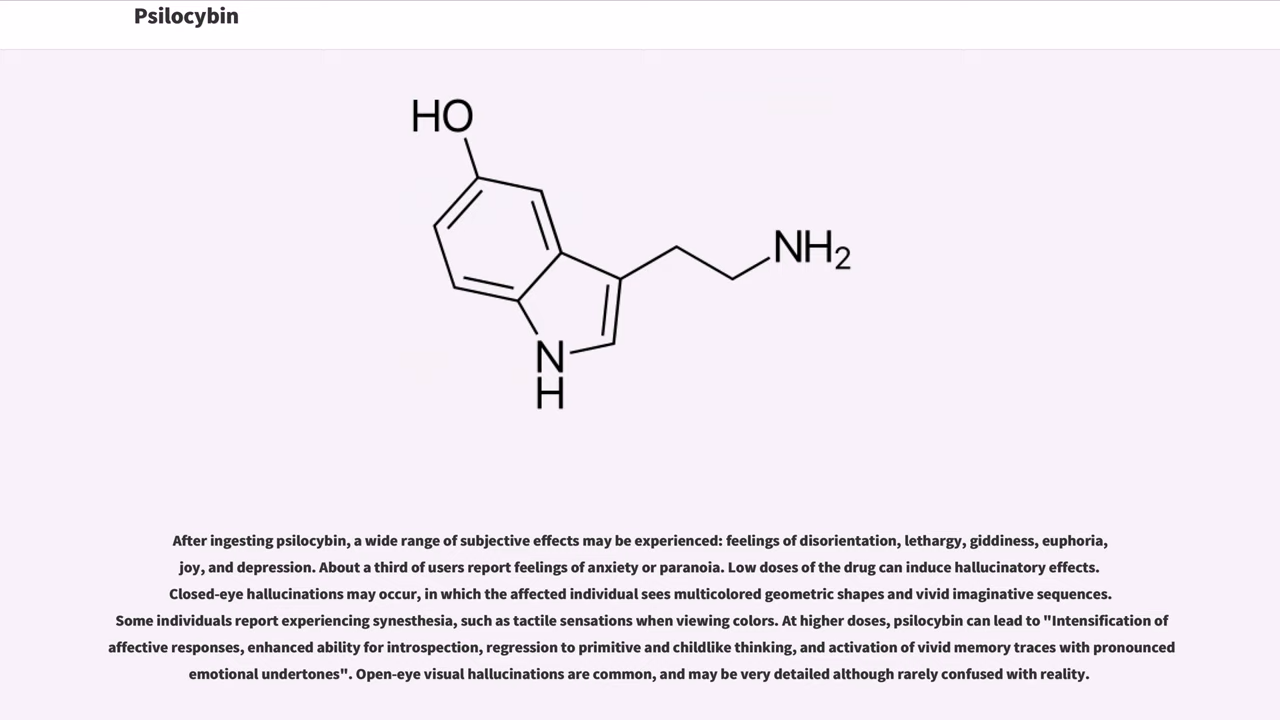 Psilocybin
HO
NH2
N
H
After ingesting psilocybin, a wide range of subjective effects may be experienced: feelings of disorientation, lethargy, giddiness, euphoria,
joy, and depression. About a third of users report feelings of anxiety or paranoia. Low doses of the drug can induce hallucinatory effects.
Closed-eye hallucinations may occur, in which the affected individual sees multicolored geometric shapes and vivid imaginative sequences.
Some individuals report experiencing synesthesia, such as tactile sensations when viewing colors. At higher doses, psilocybin can lead to "Intensification of
affective responses, enhanced ability for introspection, regression to primitive and childlike thinking, and activation of vivid memory traces with pronounced
emotional undertones". Open-eye visual hallucinations are common, and may be very detailed although rarely confused with reality.